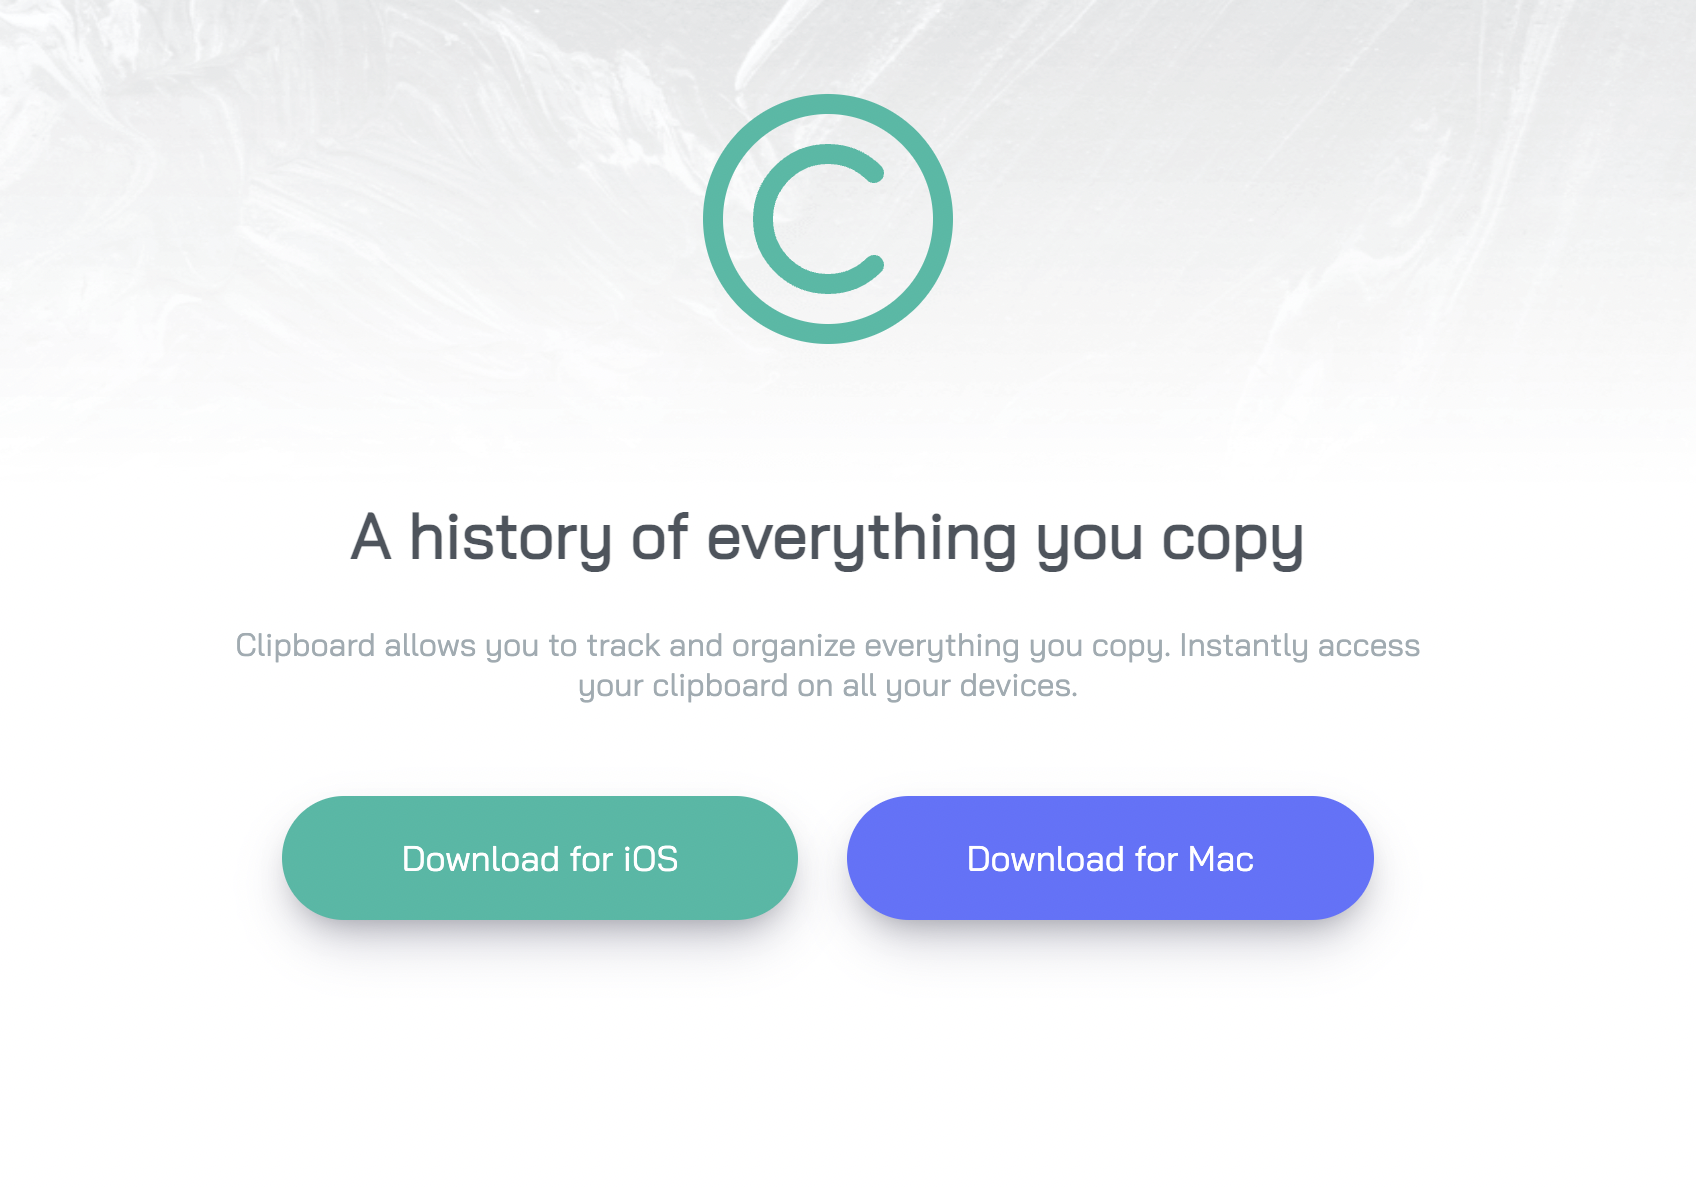 ©
A history of everything you copy
Clipboard allows you to track and organize everything you copy. Instantly access
your clipboard on all your devices.
Download for iOS
Download for Mac